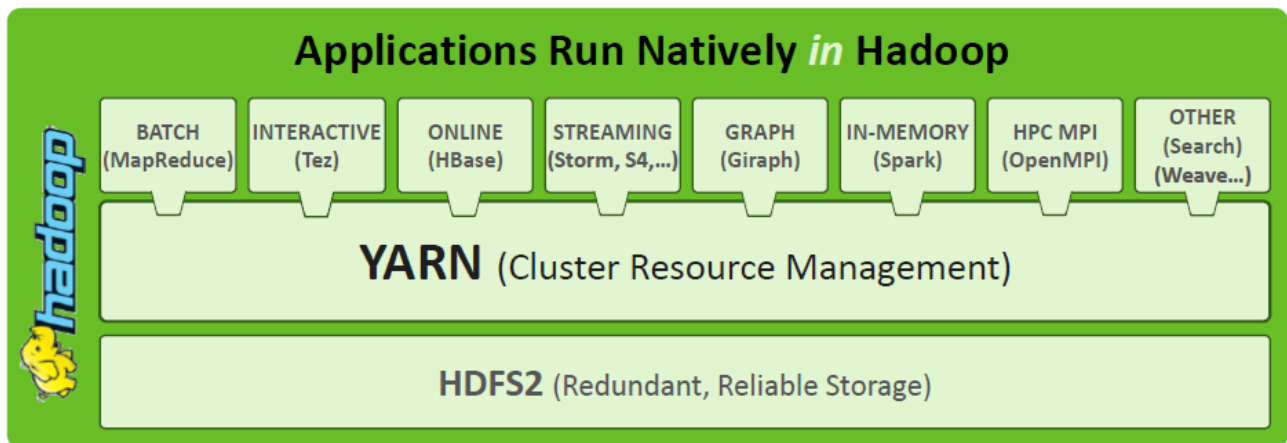 Applications Run Natively in Hadoop
hadoop
BATCH
(MapReduce)
INTERACTIVE
(Tez)
ONLINE
(HBase)
STREAMING
(Storm, S4,...)
GRAPH
(Giraph)
IN-MEMORY
(Spark)
HPC MPI
(OpenMPI)
OTHER
(Search)
(Weave...)
YARN (Cluster Resource Management)
HDFS2 (Redundant, Reliable Storage)